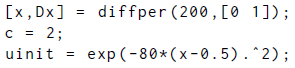 [x,Dx] = diffper(200,[0 1]);
c = 2;
uinit = exp(-80*(x-0.5).^2);